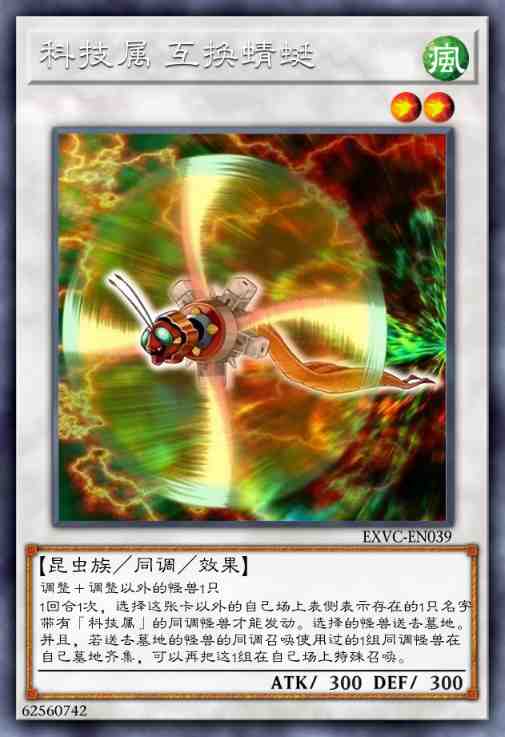 科技属 互換蜻蜓
瘋
EXVC-EN039
【昆虫族／同调／效果】
调整＋调整以外的怪兽1只
1回合1次，选择这张卡以外的自己场上表侧表示存在的1只名字
带有「科技属」的同调怪兽才能发动。选择的怪兽送去墓地。
并且，若送去墓地的怪兽的同调召唤使用过的1组同调怪兽在
自己墓地齐集，可以再把这1组在自己场上特殊召唤。
ATK/ 300 DEF/ 300
62560742